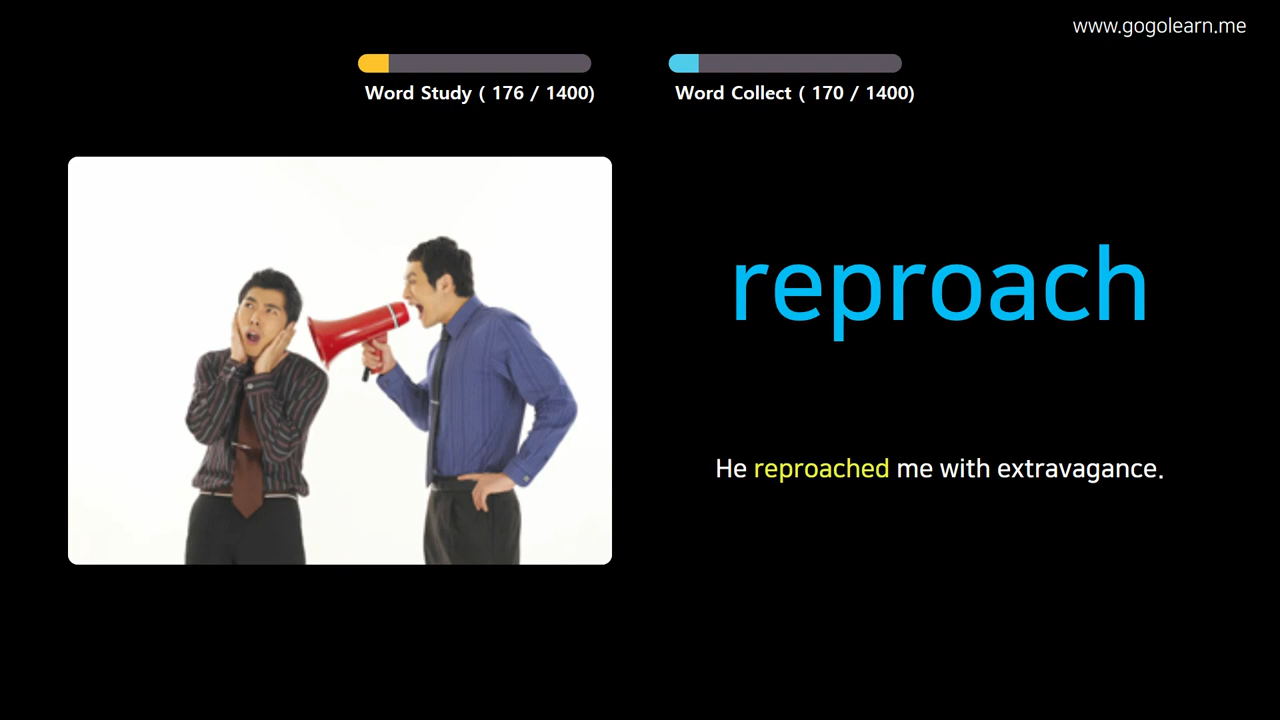 www.gogolearn.me
Word Study ( 176 / 1400)
Word Collect ( 170 / 1400)
reproach
He reproached me with extravagance.